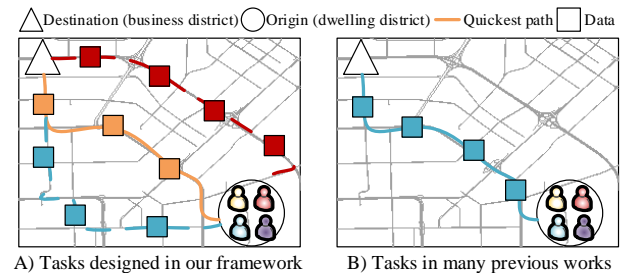 Destination (business district) Origin (dwelling district) Quickest path Data
A) Tasks designed in our framework B) Tasks in many previous works